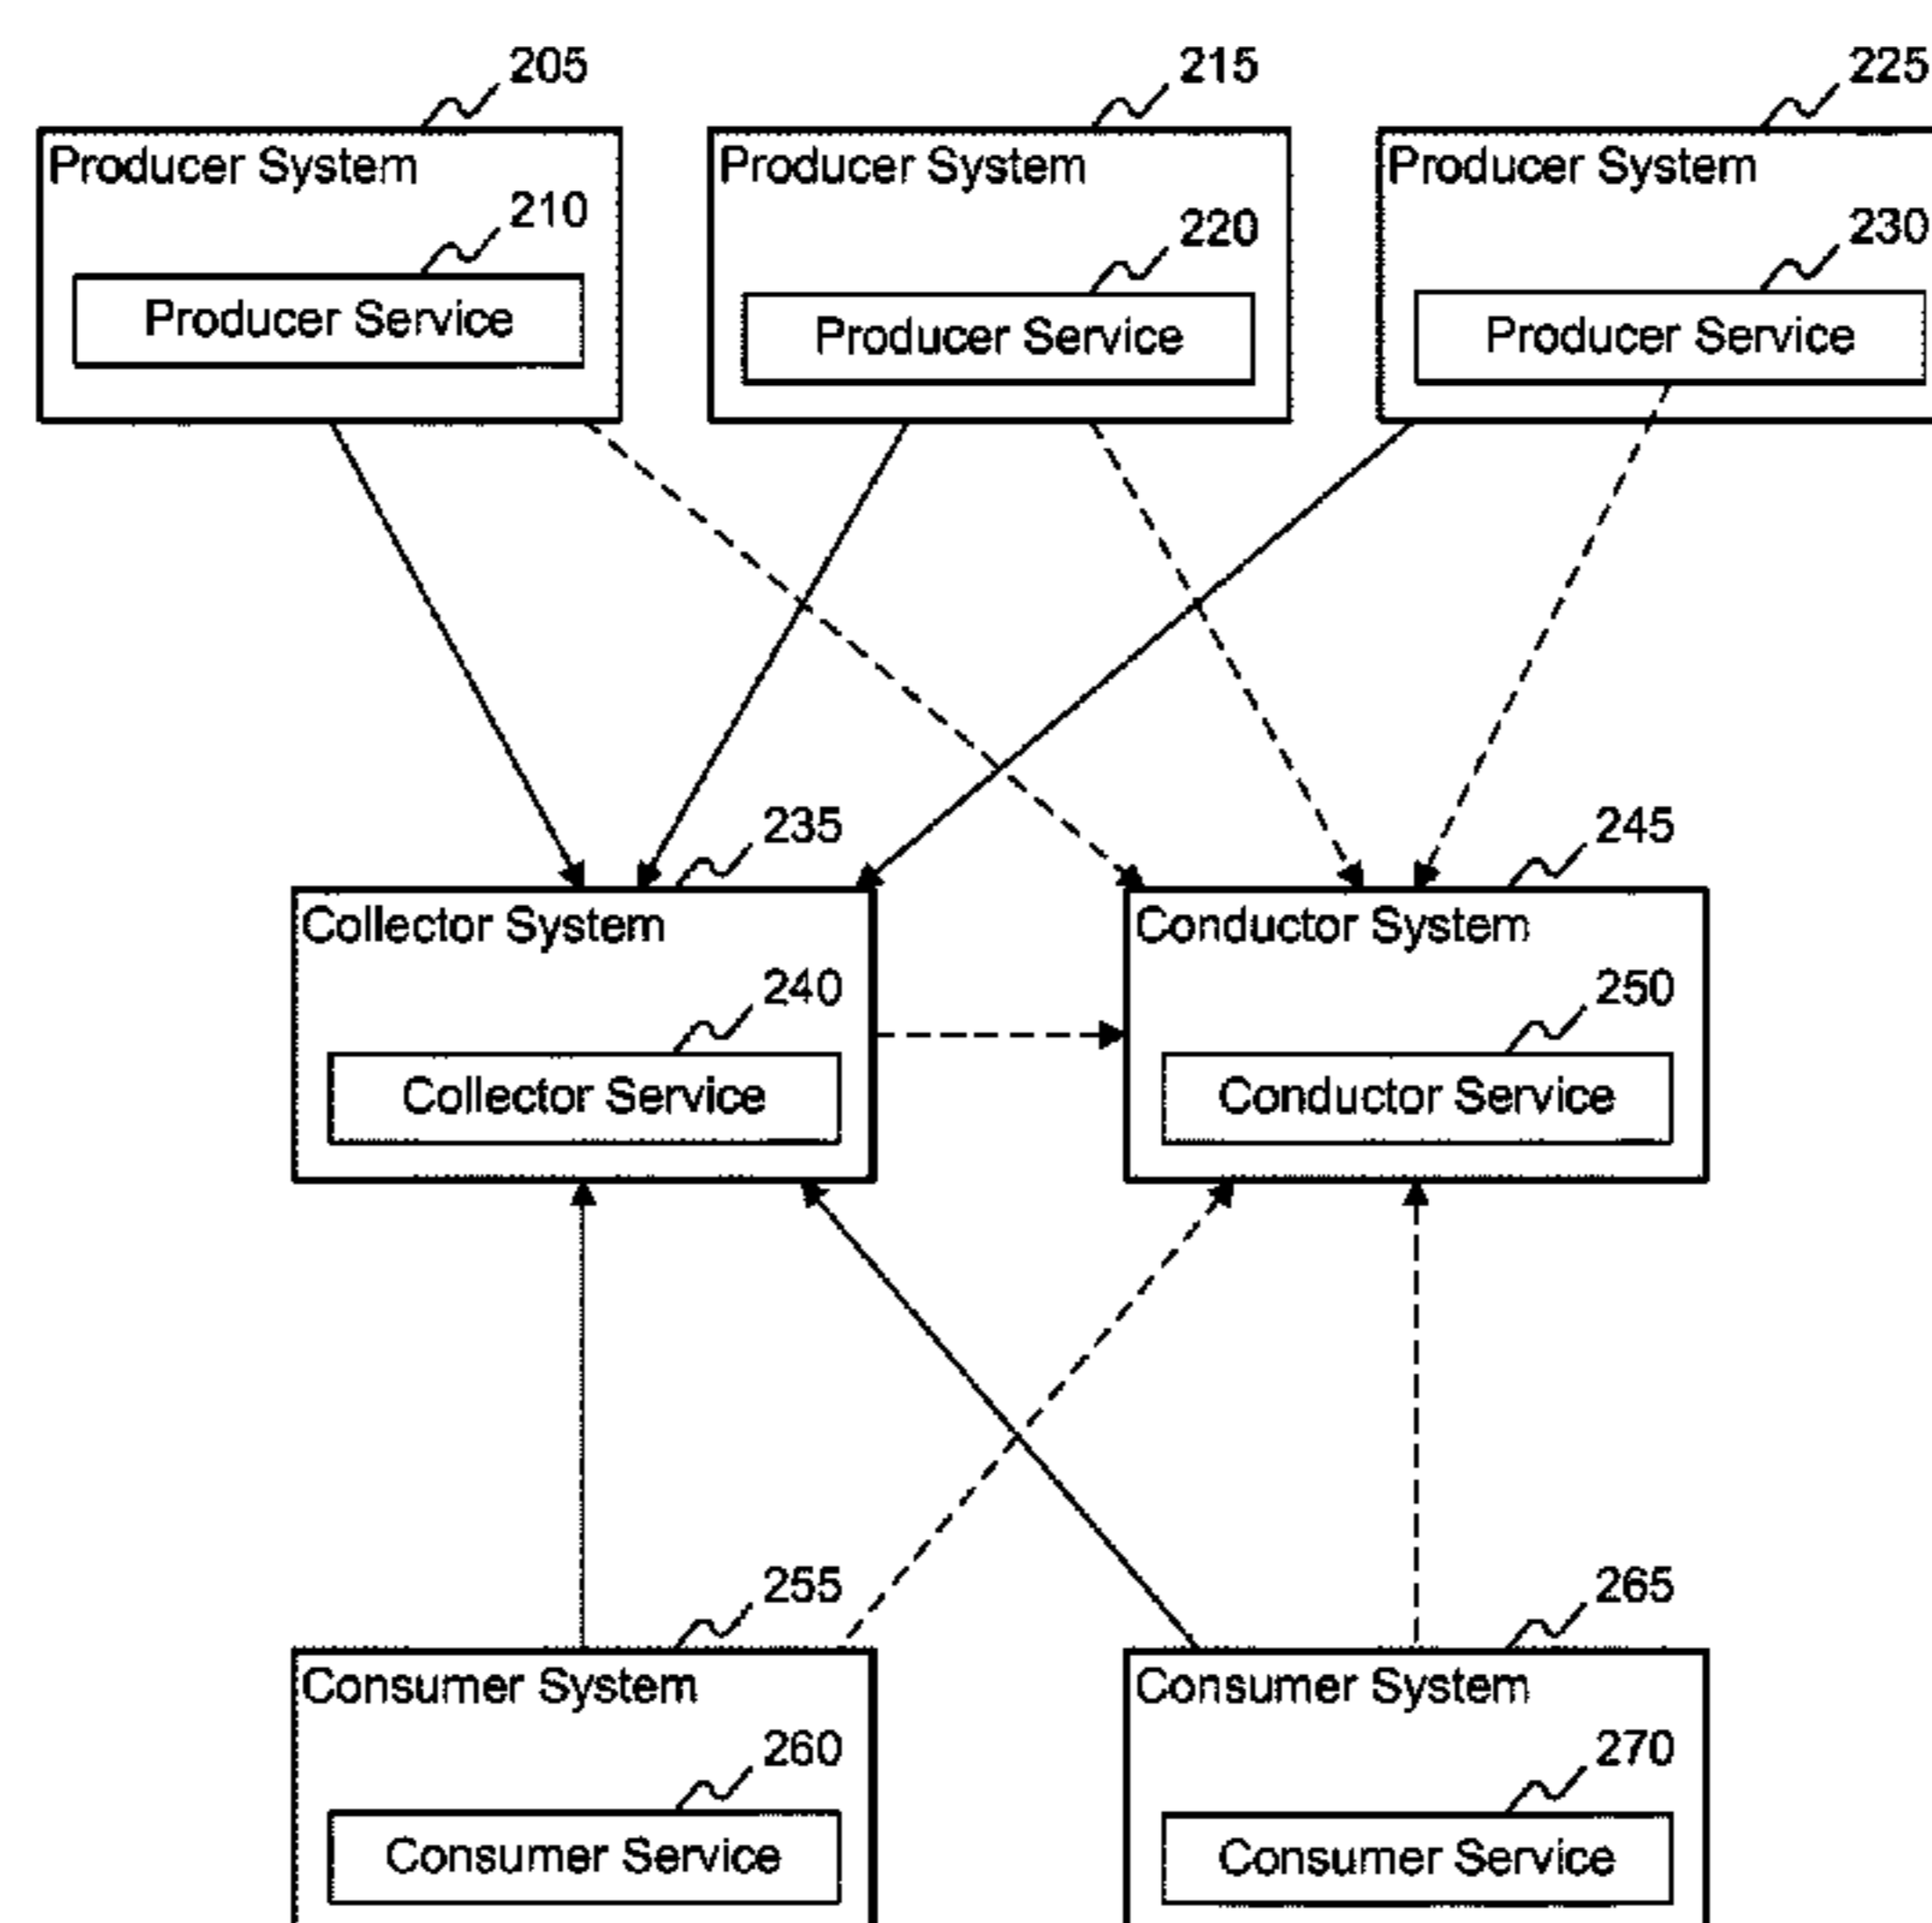 205
215
225
Producer System
Producer System
Producer System
210
220
230
Producer Service
Producer Service
Producer Service
235
245
Collector System
Conductor System
240
250
Collector Service
Conductor Service
255
265
Consumer System
Consumer System
260
270
Consumer Service
Consumer Service